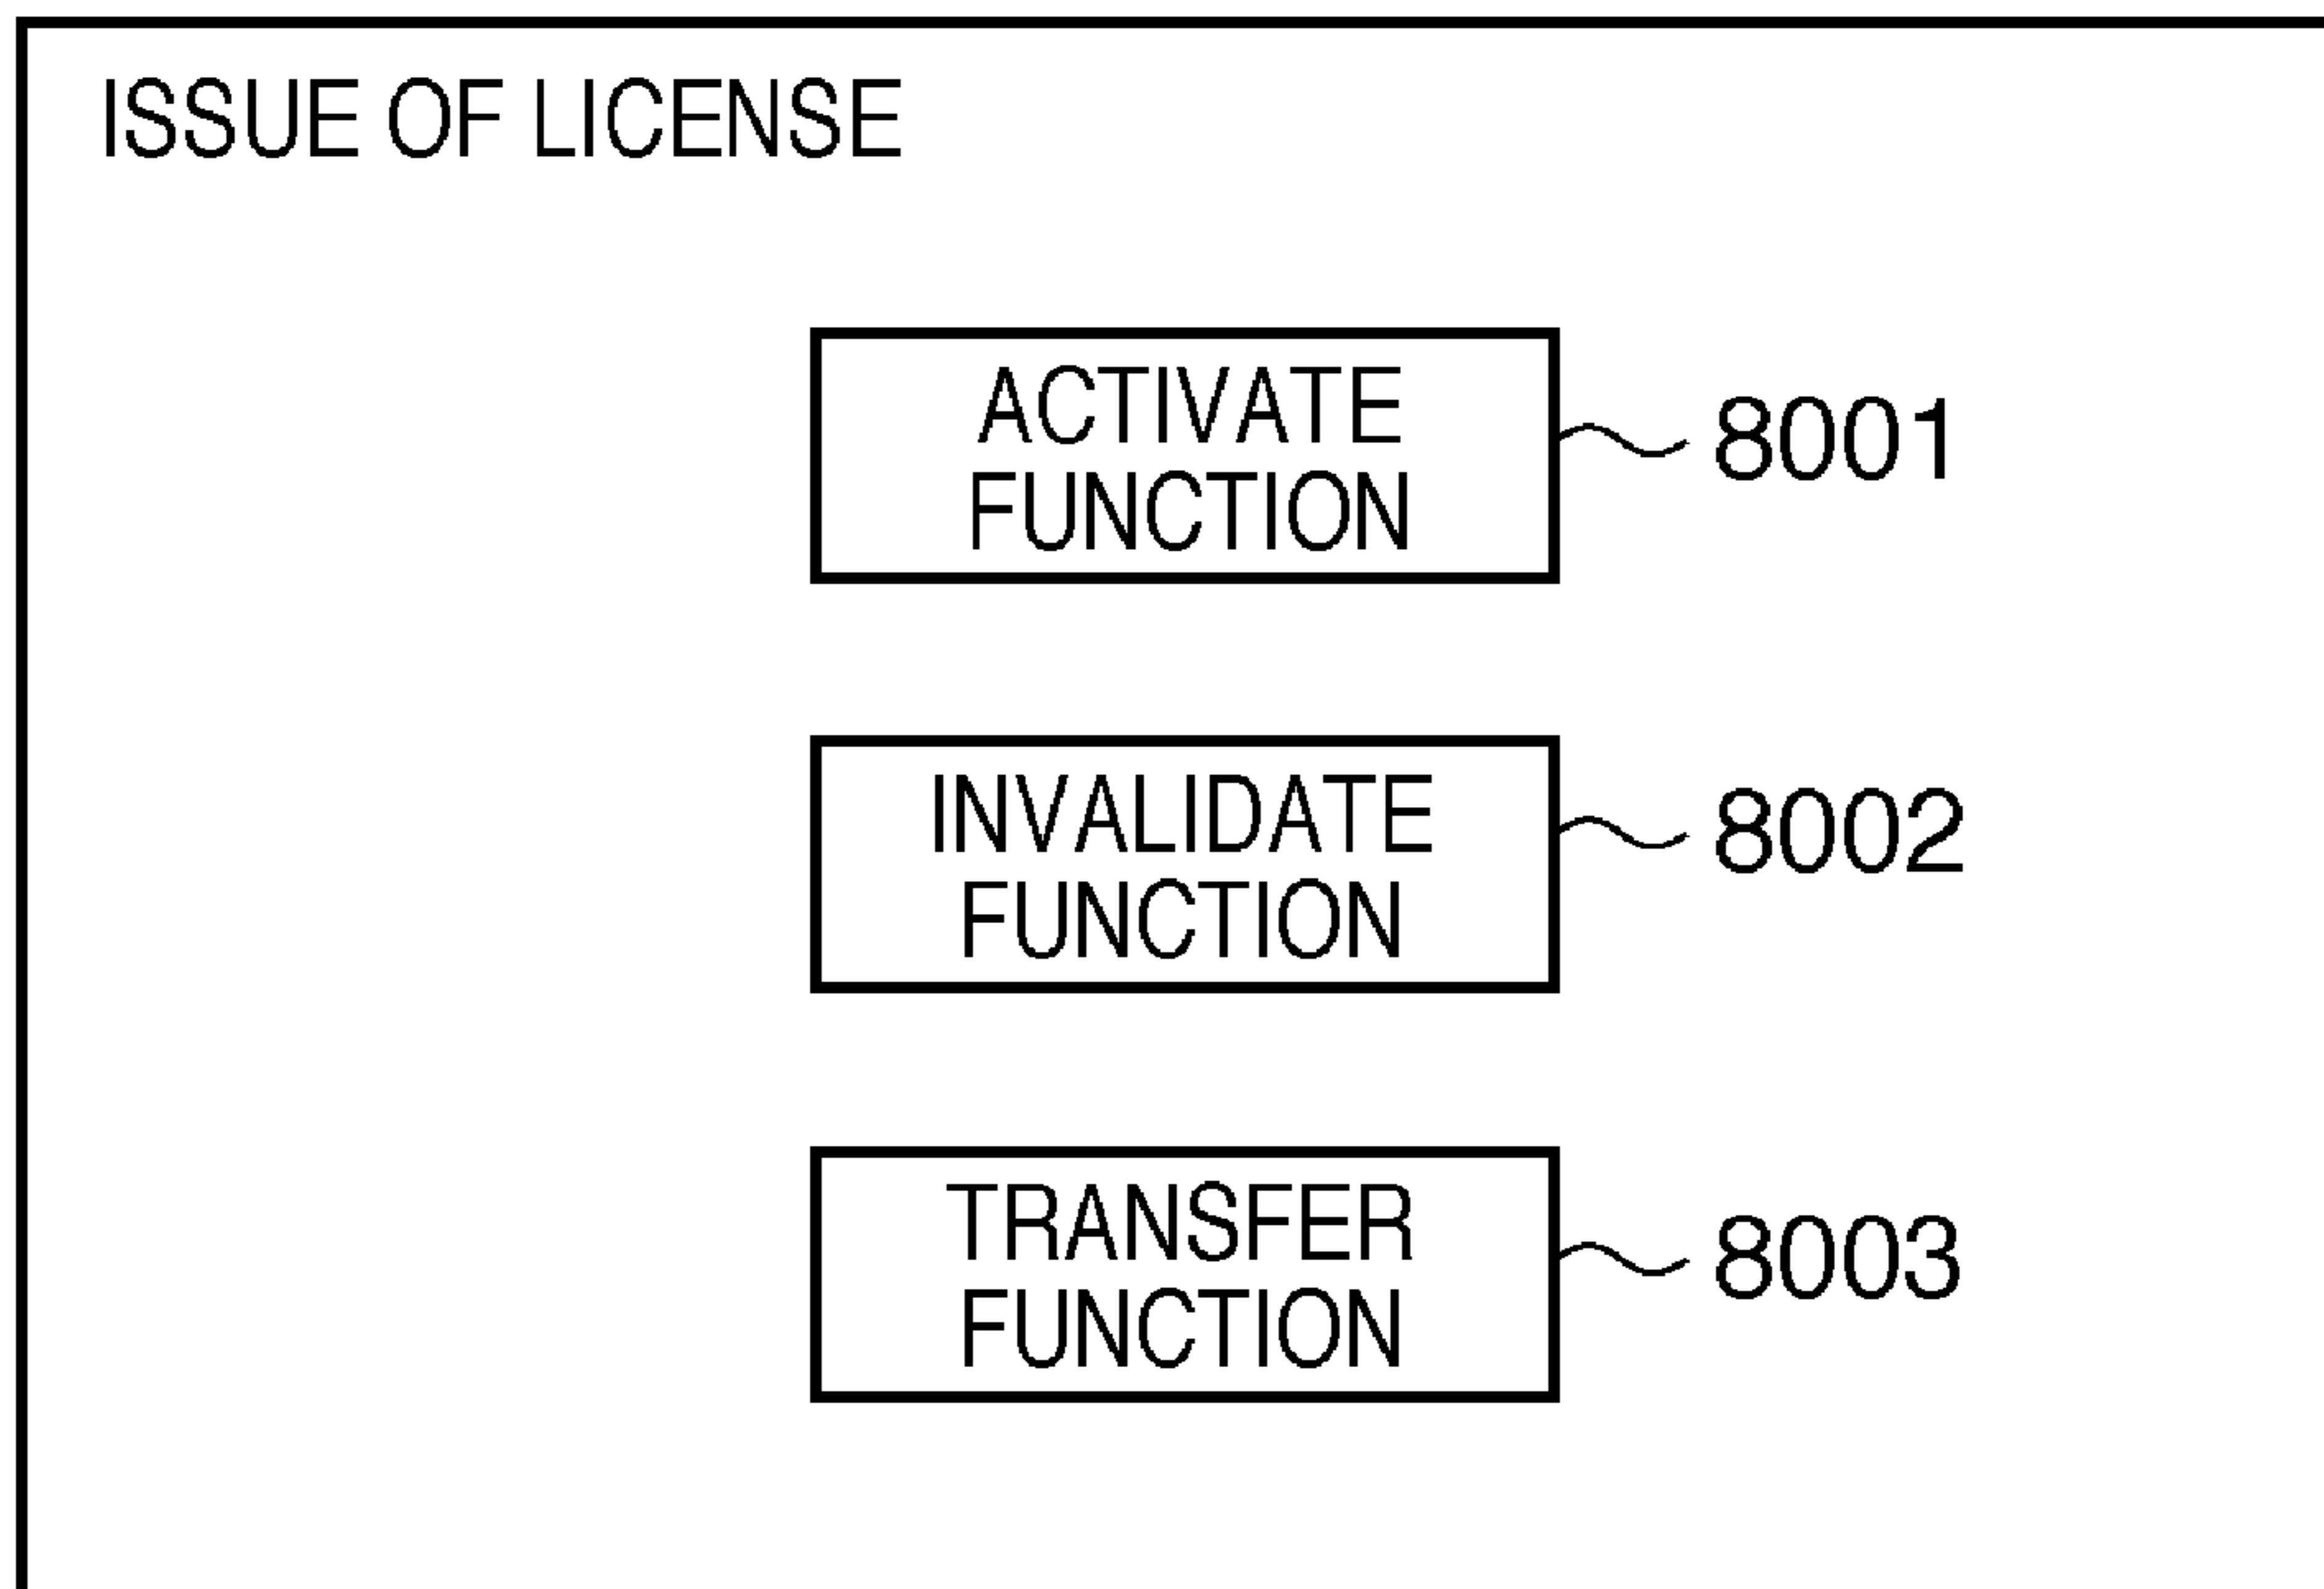 ISSUE OF LICENSE
ACTIVATE
FUNCTION
8001
INVALIDATE
FUNCTION
8002
TRANSFER
FUNCTION
8003